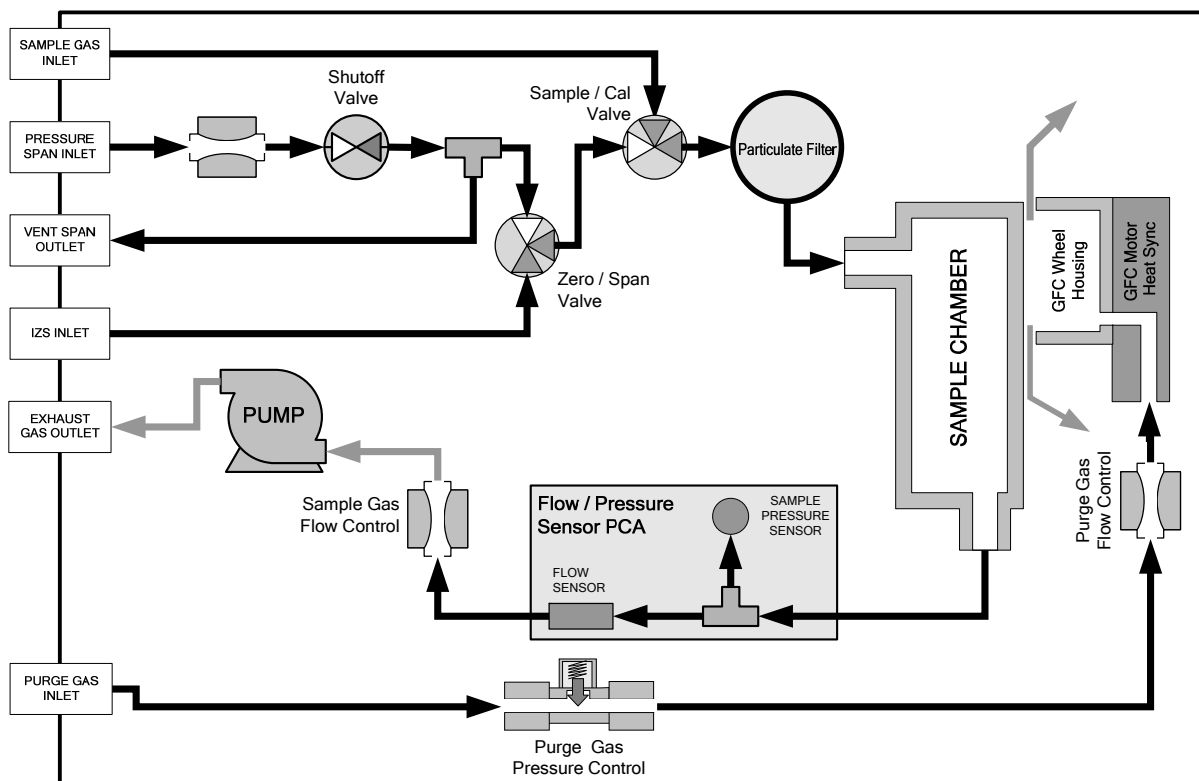 SAMPLE GAS
INLET
Shutoff
Valve
Sample / Cal
Valve
PRESSURE
SPAN INLET
Particulate Filter
VENT SPAN
OUTLET
Zero / Span
Valve
IZS INLET
SAMPLE CHAMBER
GFC Wheel
Housing
GFC Motor
Heat Sync
EXHAUST
GAS OUTLET
PUMP
Sample Gas
Flow Control
Flow / Pressure
Sensor PCA
SAMPLE
PRESSURE
SENSOR
FLOW
SENSOR
Purge Gas
Flow Control
PURGE GAS
INLET
Purge Gas
Pressure Control